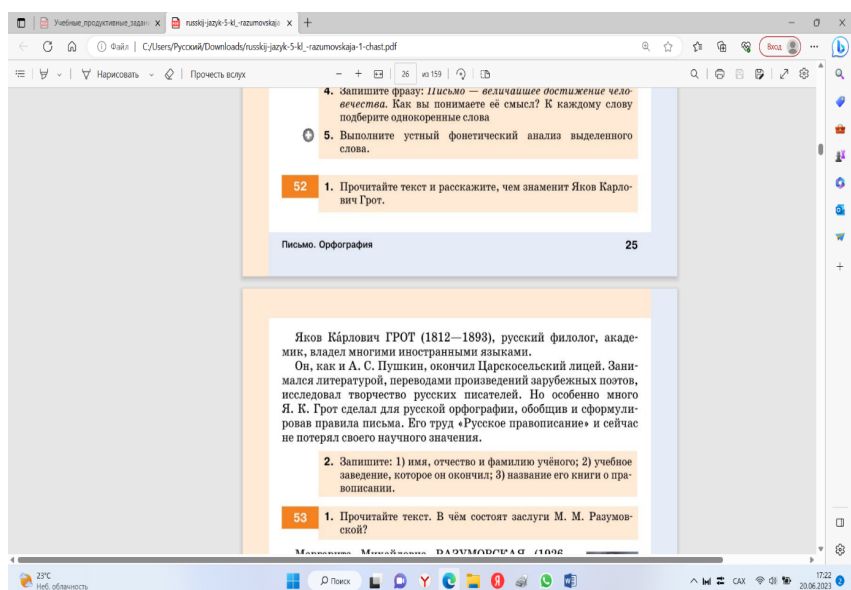 Учебные_продуктивные_задани
russkij-jazyk-5-kl_-razumovskaja-
Файл
C:/Users/Русский/Downloads/russkij-jazyk-5-kl_-razumovskaja-1-chast.pdf
Вход
Нарисовать
Прочесть вслух
26 из 159
4. Запишите фразу: Письмо — величайшее достижение чело-
вечества. Как вы понимаете её смысл? К каждому слову
подберите однокоренные слова
5. Выполните устный фонетический анализ выделенного
слова.
52 1. Прочитайте текст и расскажите, чем знаменит Яков Карло-
вич Грот.
Письмо. Орфография 25
Яков Ка́рлович ГРОТ (1812—1893), русский филолог, акаде-
мик, владел многими иностранными языками.
Он, как и А. С. Пушкин, окончил Царскосельский лицей. Зани-
мался литературой, переводами произведений зарубежных поэтов,
исследовал творчество русских писателей. Но особенно много
Я. К. Грот сделал для русской орфографии, обобщив и сформули-
ровав правила письма. Его труд «Русское правописание» и сейчас
не потерял своего научного значения.
2. Запишите: 1) имя, отчество и фамилию учёного; 2) учебное
заведение, которое он окончил; 3) название его книги о пра-
вописании.
53 1. Прочитайте текст. В чём состоят заслуги М. М. Разумов-
ской?
Маргарита Михайловна РАЗУМОВСКАЯ (1926
23°C
Неб. облачность
Поиск
САХ
17:22
20.06.2023
2